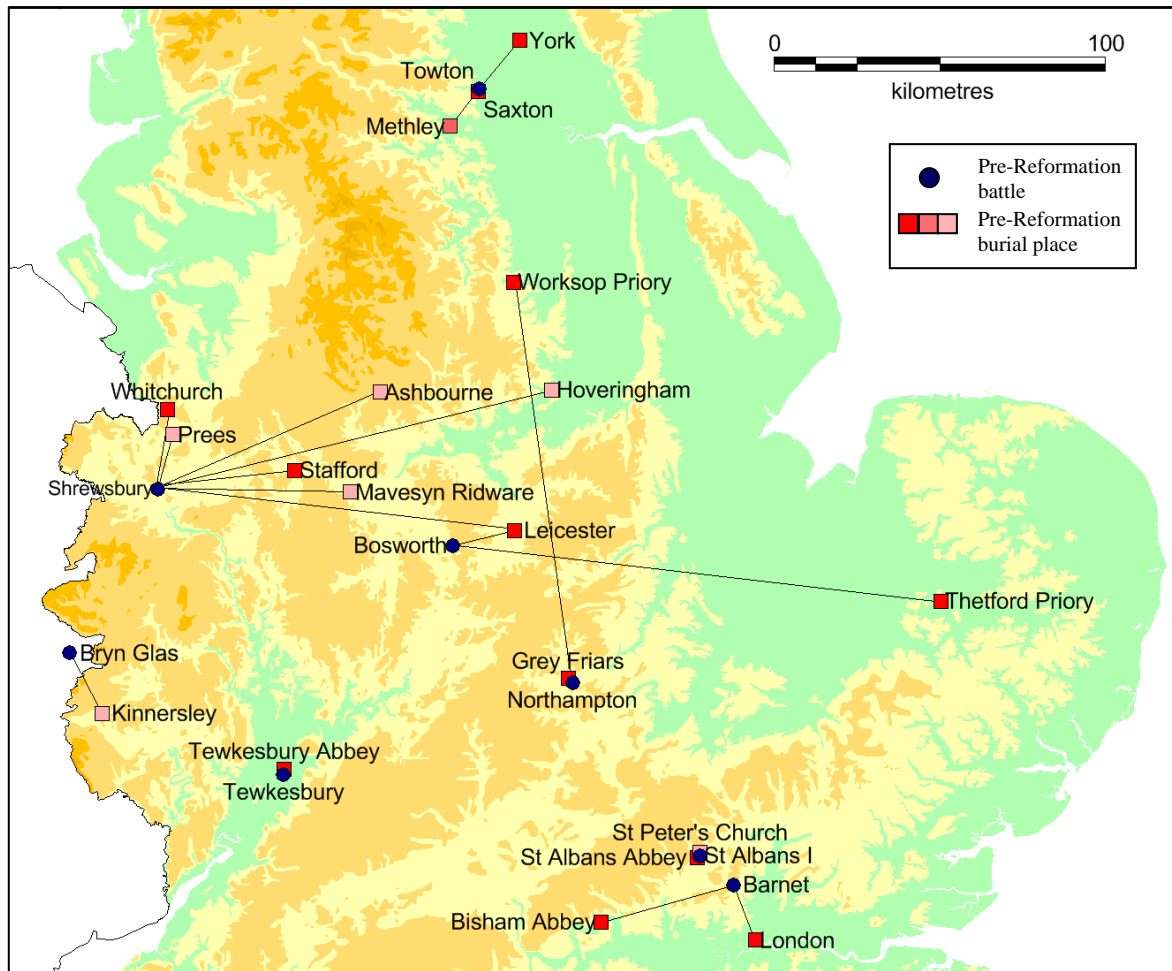 York
0 100
kilometres
Towton
Saxton
Methley
Pre-Reformation
battle
Pre-Reformation
burial place
Worksop Priory
Whitchurch
Ashbourne
Hoveringham
Prees
Stafford
Shrewsbury
Mavesyn Ridware
Leicester
Bosworth
Thetford Priory
Bryn Glas
Grey Friars
Northampton
Kinnersley
Tewkesbury Abbey
Tewkesbury
St Peter's Church
St Albans Abbey
St Albans I
Barnet
Bisham Abbey
London